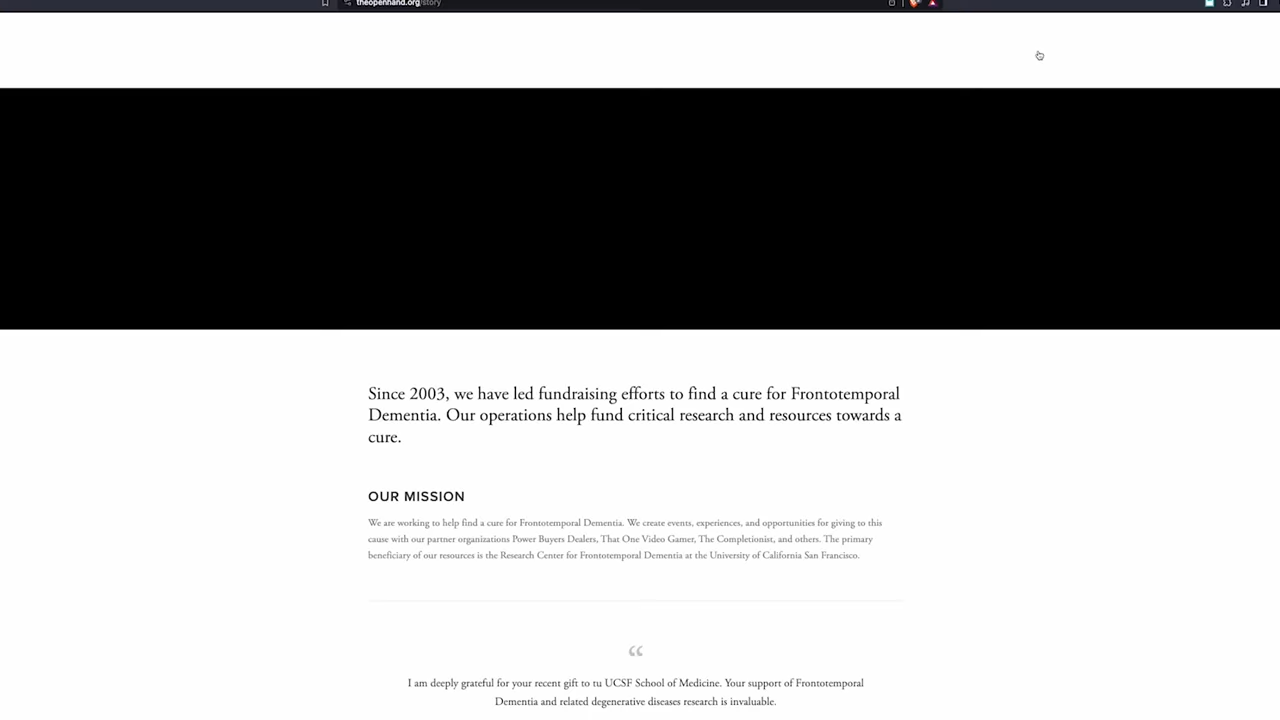 theopenhand.org/story
Since 2003, we have led fundraising efforts to find a cure for Frontotemporal
Dementia. Our operations help fund critical research and resources towards a
cure.
OUR MISSION
We are working to help find a cure for Frontotemporal Dementia. We create events, experiences, and opportunities for giving to this
cause with our partner organizations Power Buyers Dealers, That One Video Gamer, The Completionist, and others. The primary
beneficiary of our resources is the Research Center for Frontotemporal Dementia at the University of California San Francisco.
“
I am deeply grateful for your recent gift to tu UCSF School of Medicine. Your support of Frontotemporal
Dementia and related degenerative diseases research is invaluable.